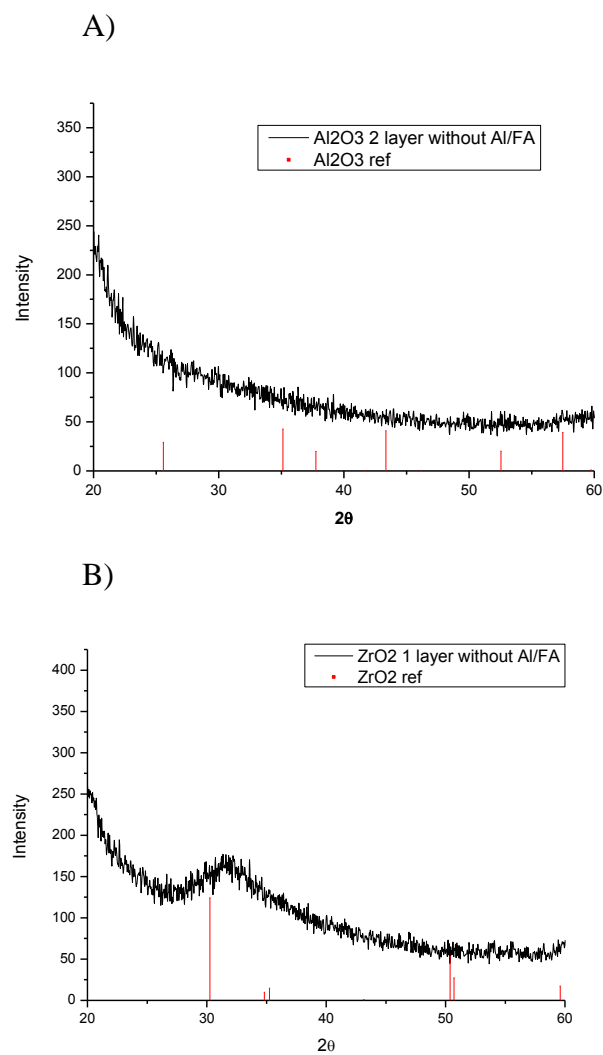 A)
350
300
250
200
150
100
50
0
Intensity
Al2O3 2 layer without Al/FA
Al2O3 ref
20 30 40 50 60
2θ
B)
400
350
300
250
200
150
100
50
0
Intensity
ZrO2 1 layer without Al/FA
ZrO2 ref
20 30 40 50 60
2θ